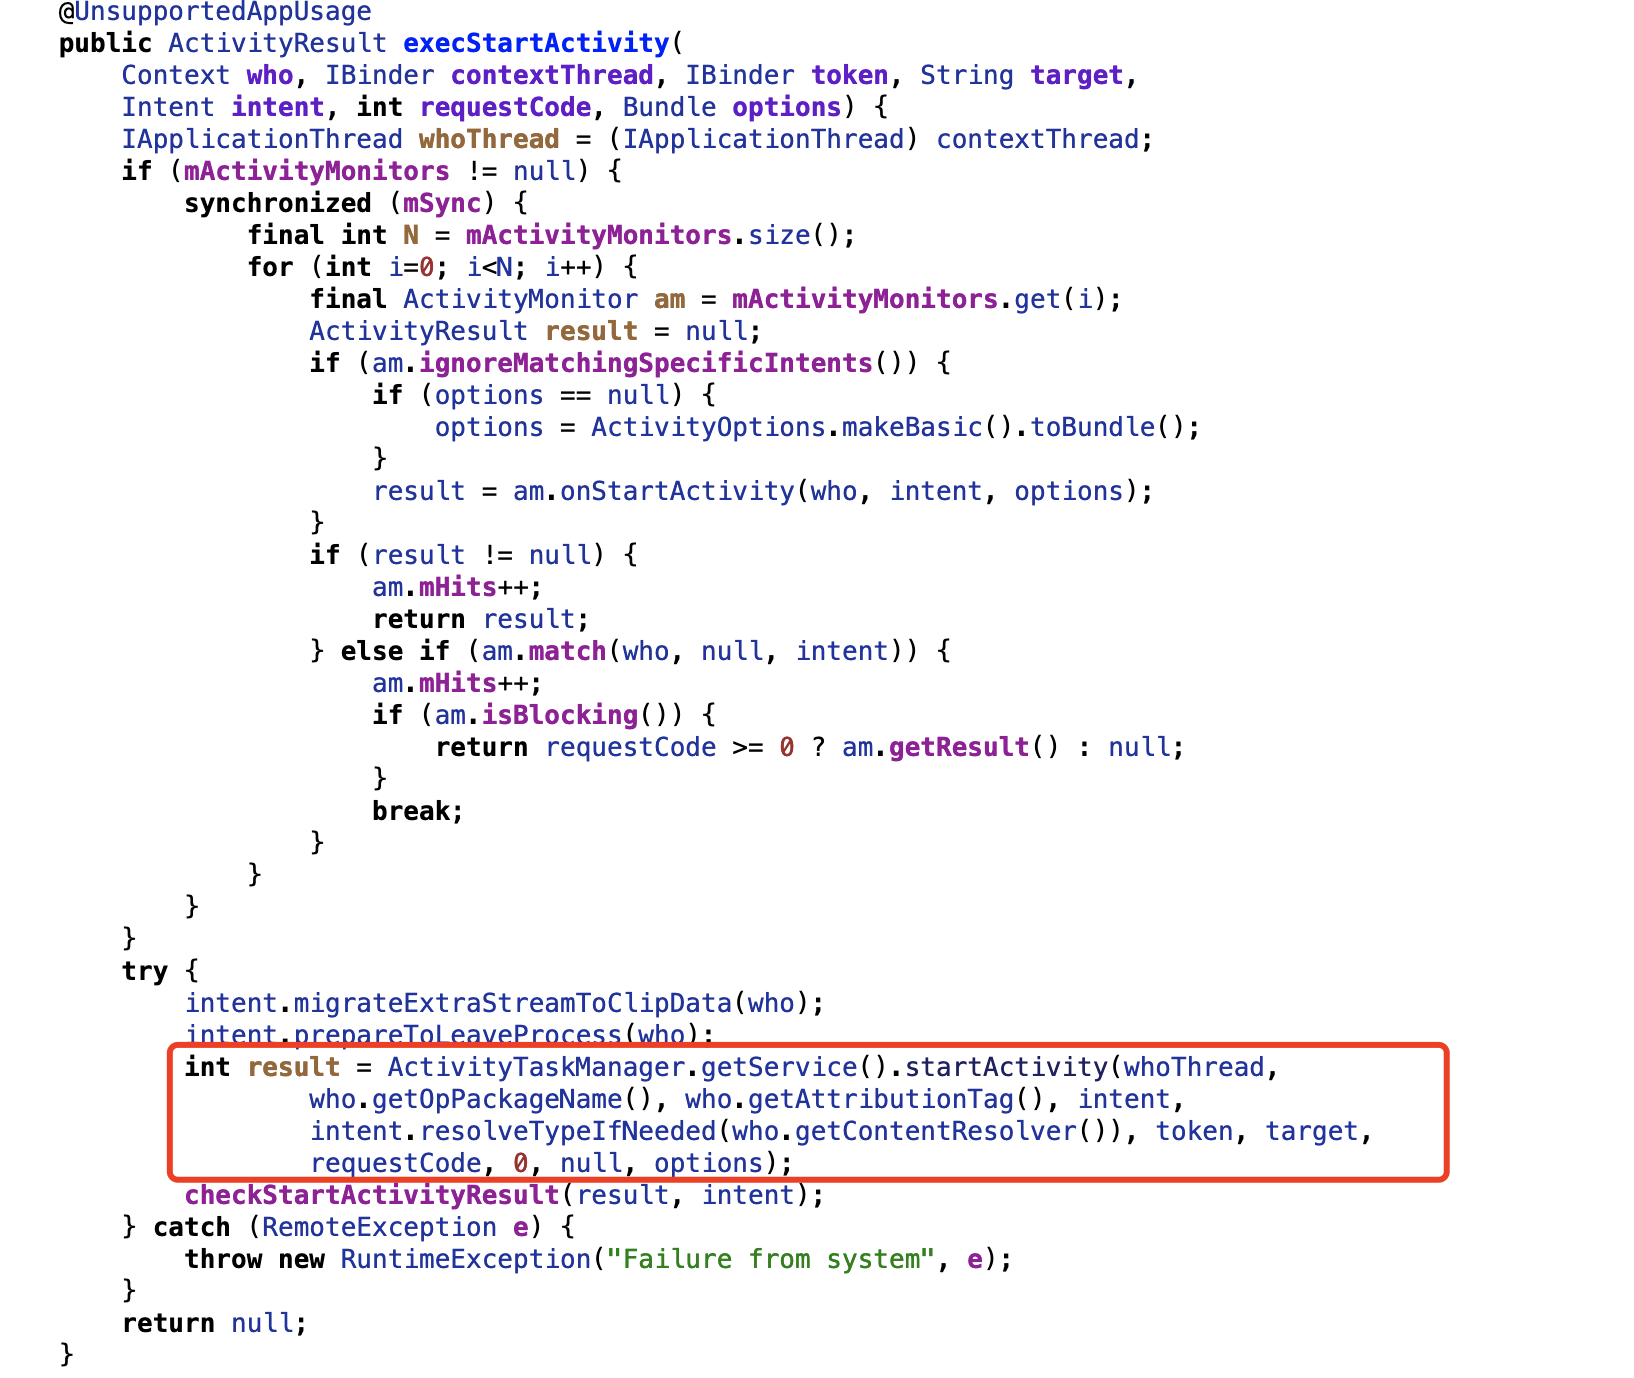 @UnsupportedAppUsage
public ActivityResult execStartActivity(
    Context who, IBinder contextThread, IBinder token, String target,
    Intent intent, int requestCode, Bundle options) {
    IApplicationThread whoThread = (IApplicationThread) contextThread;
    if (mActivityMonitors != null) {
        synchronized (mSync) {
            final int N = mActivityMonitors.size();
            for (int i=0; i<N; i++) {
                final ActivityMonitor am = mActivityMonitors.get(i);
                ActivityResult result = null;
                if (am.ignoreMatchingSpecificIntents()) {
                    if (options == null) {
                        options = ActivityOptions.makeBasic().toBundle();
                    }
                    result = am.onStartActivity(who, intent, options);
                }
                if (result != null) {
                    am.mHits++;
                    return result;
                } else if (am.match(who, null, intent)) {
                    am.mHits++;
                    if (am.isBlocking()) {
                        return requestCode >= 0 ? am.getResult() : null;
                    }
                    break;
                }
            }
        }
    }
    try {
        intent.migrateExtraStreamToClipData(who);
        intent.prepareToLeaveProcess(who);
        int result = ActivityTaskManager.getService().startActivity(whoThread,
                who.getOpPackageName(), who.getAttributionTag(), intent,
                intent.resolveTypeIfNeeded(who.getContentResolver()), token, target,
                requestCode, 0, null, options);
        checkStartActivityResult(result, intent);
    } catch (RemoteException e) {
        throw new RuntimeException("Failure from system", e);
    }
    return null;
}